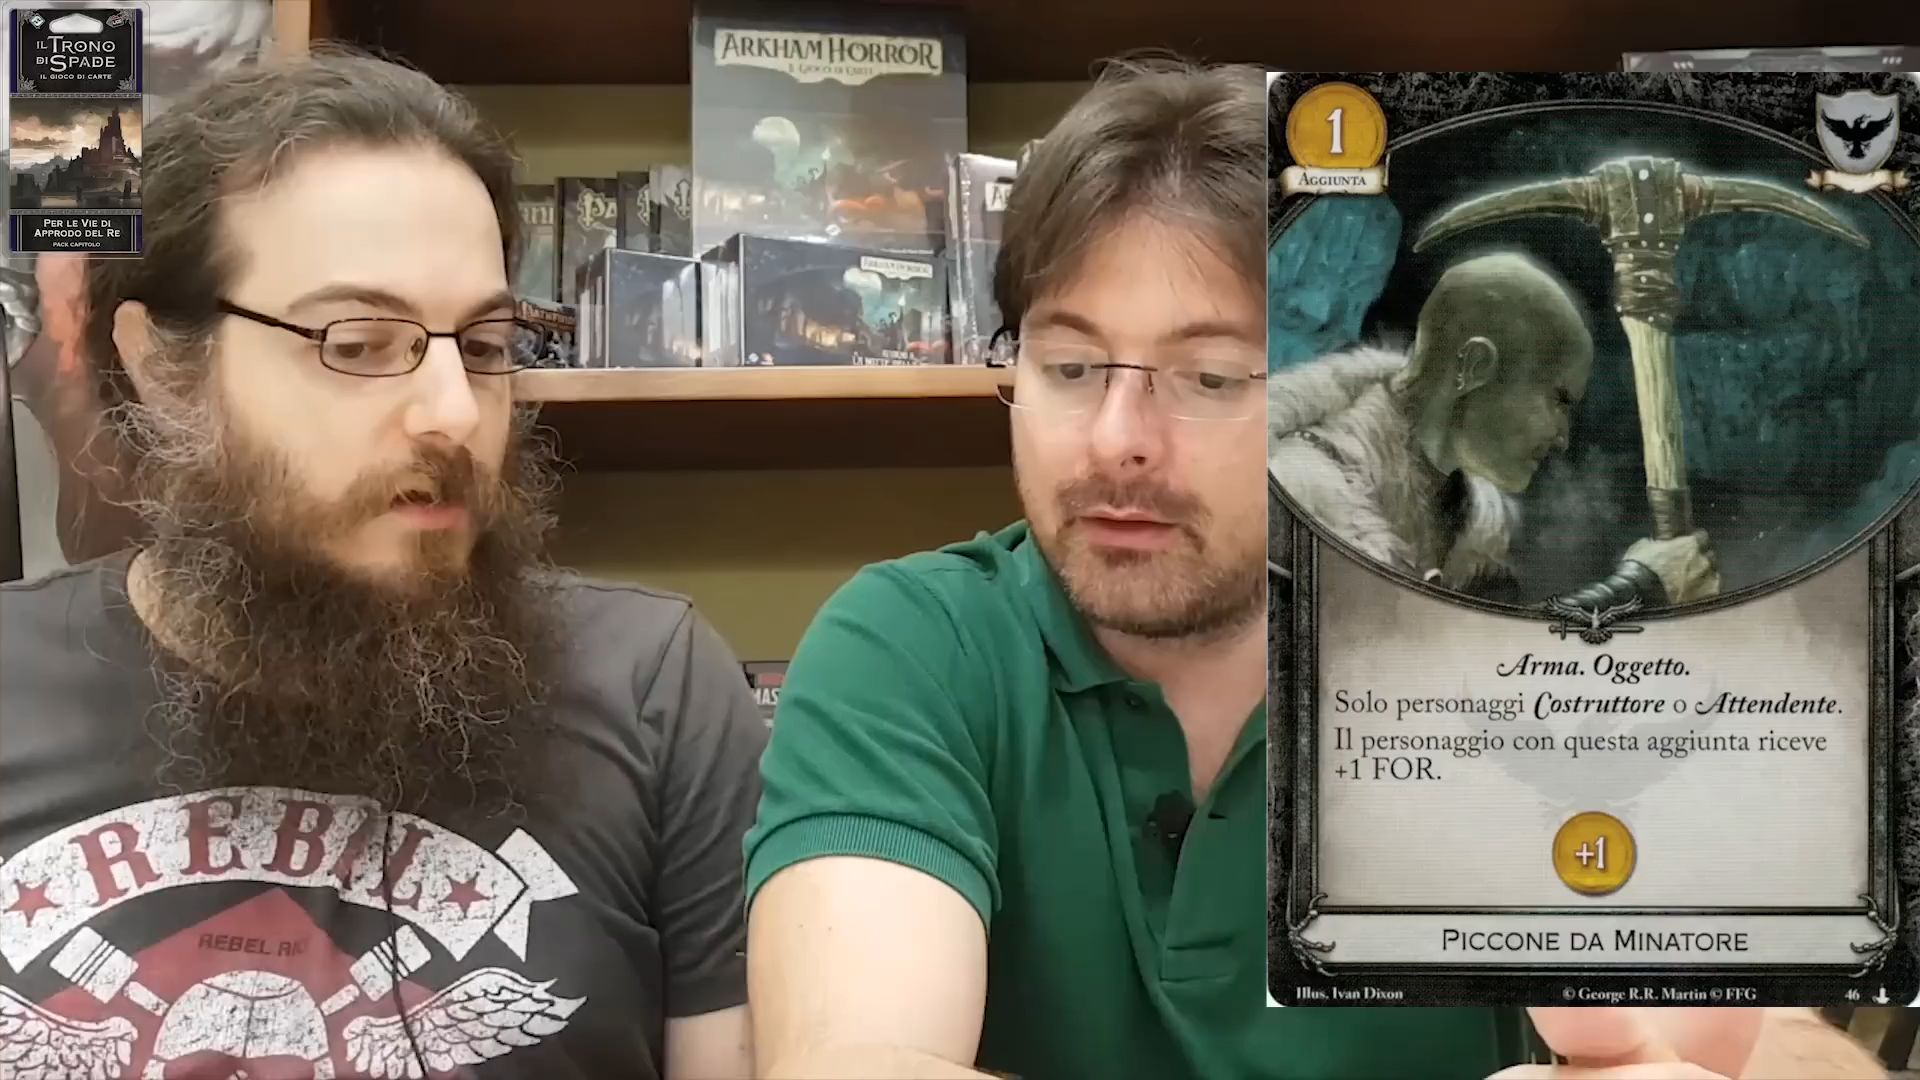 IL TRONO
DI SPADE
IL GIOCO DI CARTE
PER LE VIE DI
APPRODO DEL RE
PACK CAPITOLO
ARKHAM HORROR
IL GIOCO DI CARTE
ARKHAM HORROR
REBEL
REBEL
1
AGGIUNTA
Arma. Oggetto.
Solo personaggi Costruttore o Attendente.
Il personaggio con questa aggiunta riceve
+1 FOR.
+1
PICCONE DA MINATORE
Illus. Ivan Dixon
© George R.R. Martin © FFG
46